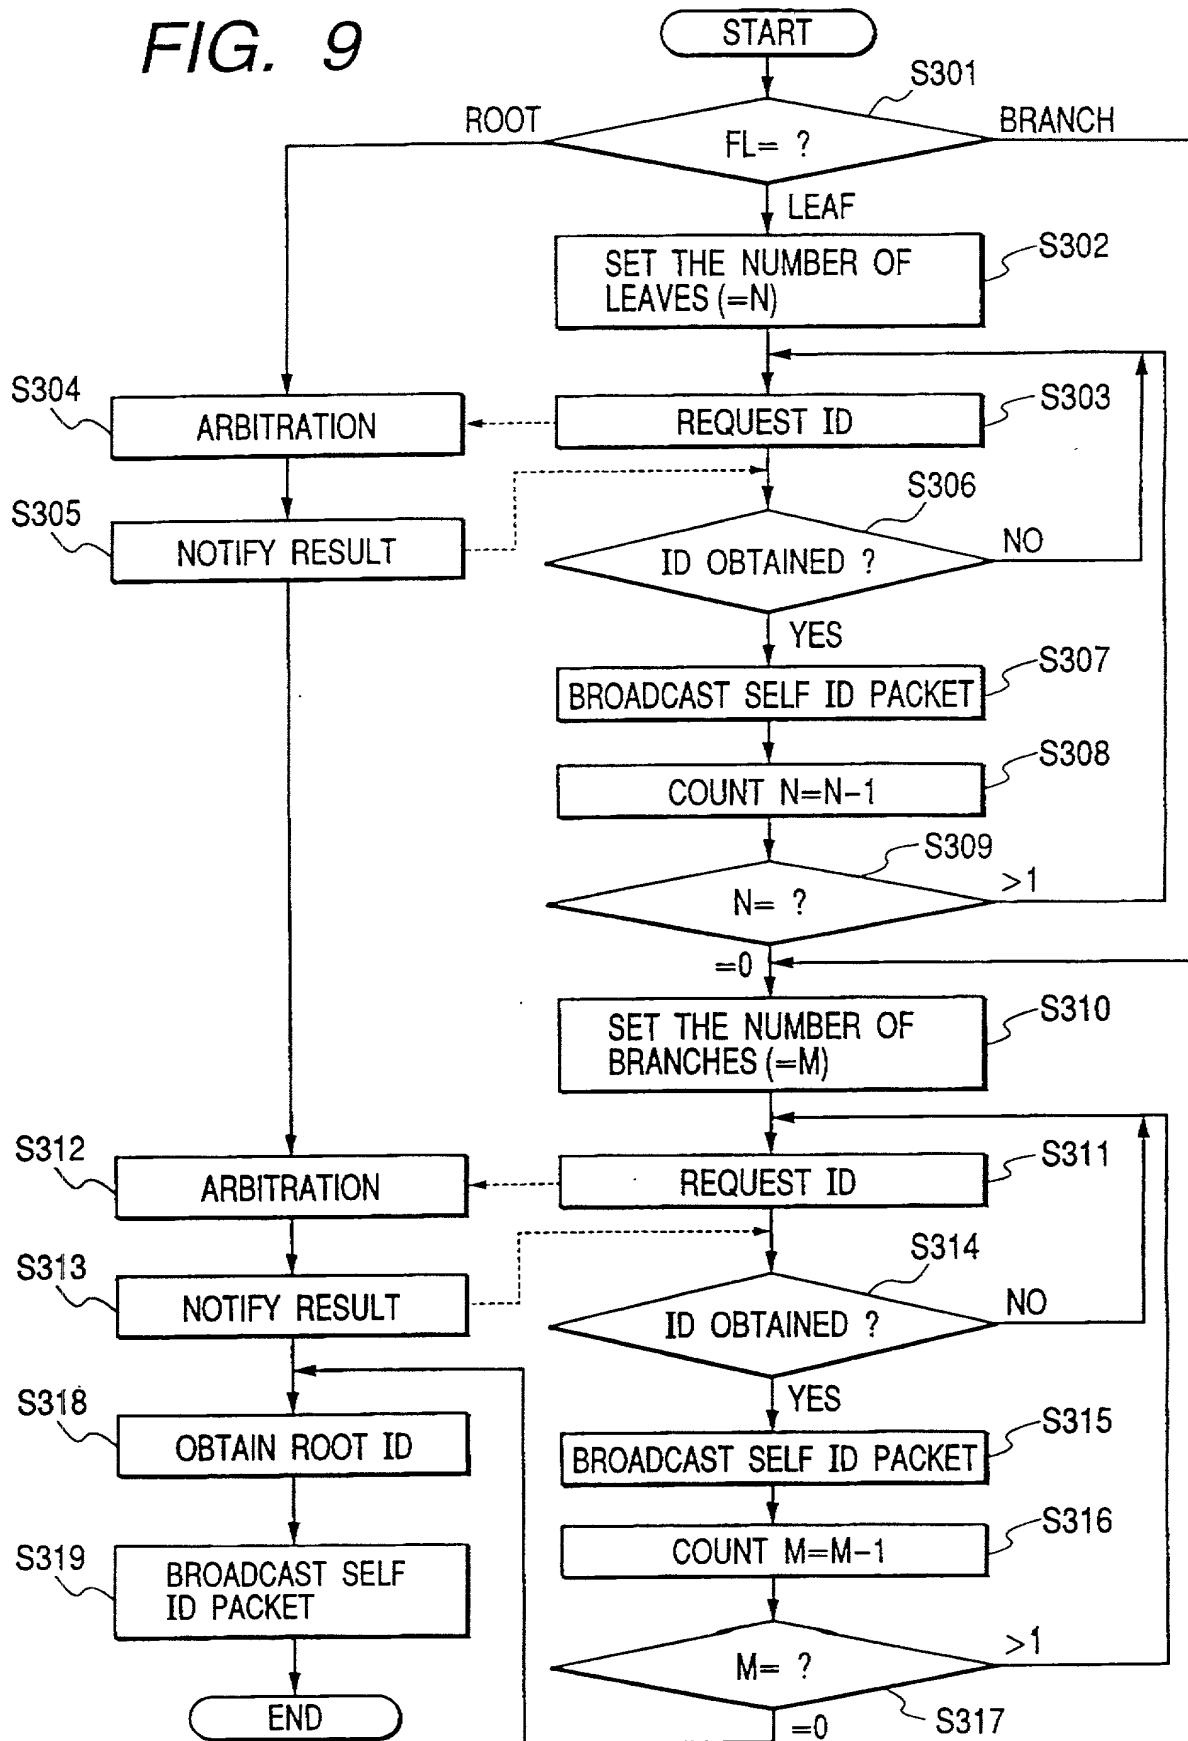 FIG. 9
START
S301
ROOT
FL= ?
BRANCH
LEAF
S302
SET THE NUMBER OF
LEAVES (=N)
S304
ARBITRATION
S303
REQUEST ID
S305
NOTIFY RESULT
S306
ID OBTAINED ?
NO
YES
S307
BROADCAST SELF ID PACKET
S308
COUNT N=N-1
S309
N= ?
>1
=0
S310
SET THE NUMBER OF
BRANCHES (=M)
S312
ARBITRATION
S311
REQUEST ID
S313
NOTIFY RESULT
S314
ID OBTAINED ?
NO
YES
S318
OBTAIN ROOT ID
S315
BROADCAST SELF ID PACKET
S316
COUNT M=M-1
S319
BROADCAST SELF
ID PACKET
M= ?
>1
S317
=0
END